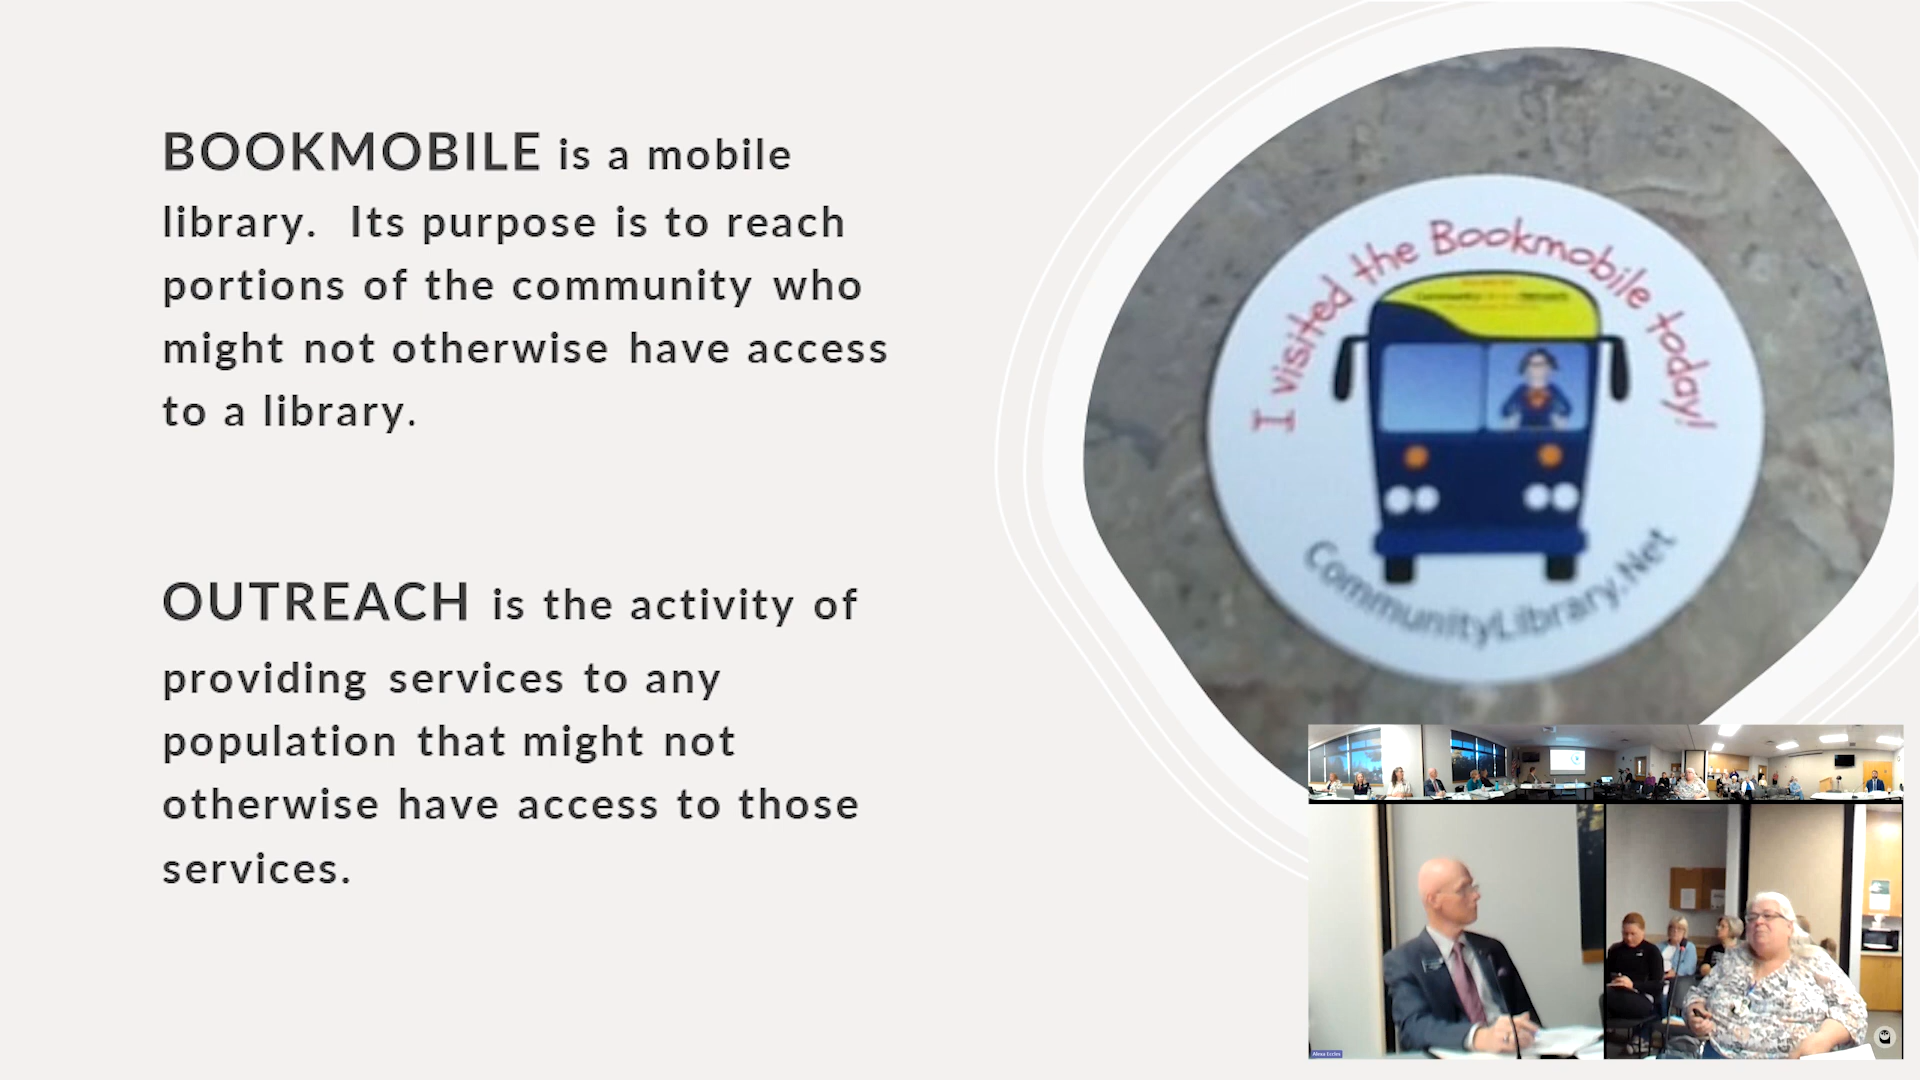 BOOKMOBILE is a mobile
library.  Its purpose is to reach
portions of the community who
might not otherwise have access
to a library.
OUTREACH is the activity of
providing services to any
population that might not
otherwise have access to those
services.
I visited the Bookmobile today!
CommunityLibrary.Net
Alexa Eccles